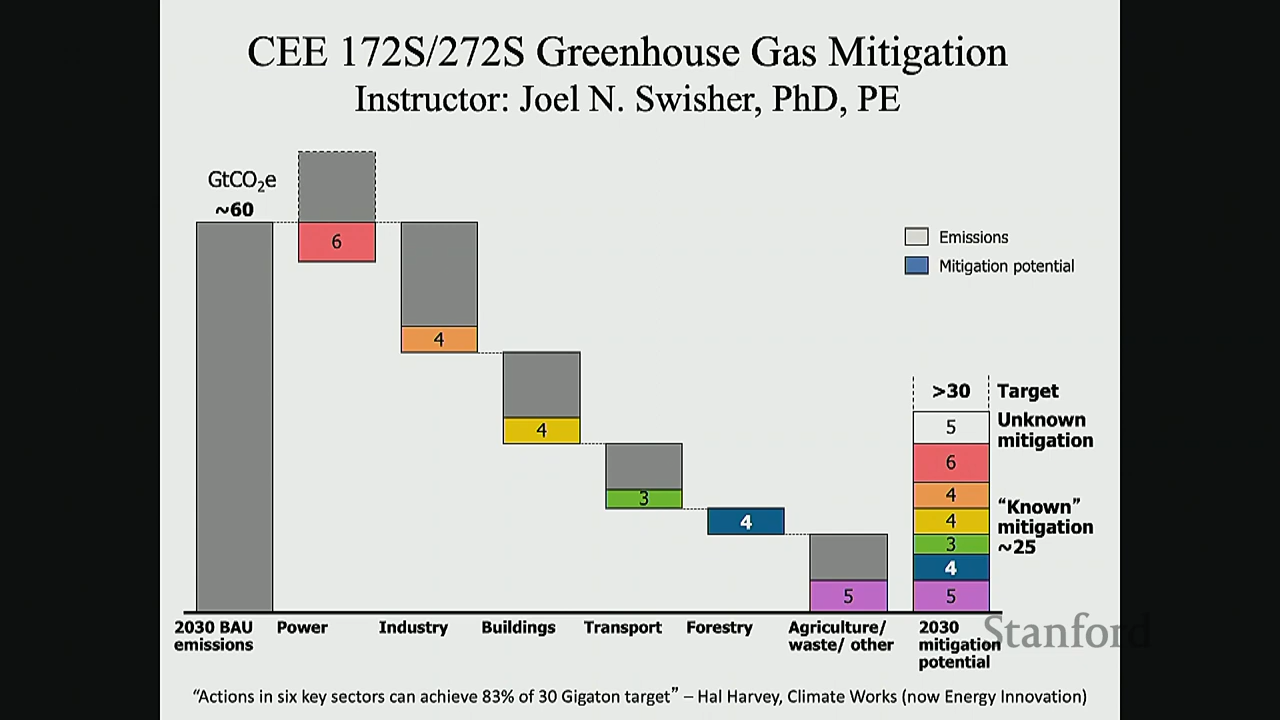 CEE 172S/272S Greenhouse Gas Mitigation
Instructor: Joel N. Swisher, PhD, PE
GtCO₂e
~60
6
4
4
3
4
5
Emissions
Mitigation potential
>30
Target
5
Unknown
mitigation
6
4
4
3
4
5
“Known”
mitigation
~25
2030 BAU
emissions
Power
Industry
Buildings
Transport
Forestry
Agriculture/
waste/ other
2030
mitigation
potential
Stanford
“Actions in six key sectors can achieve 83% of 30 Gigaton target” – Hal Harvey, Climate Works (now Energy Innovation)